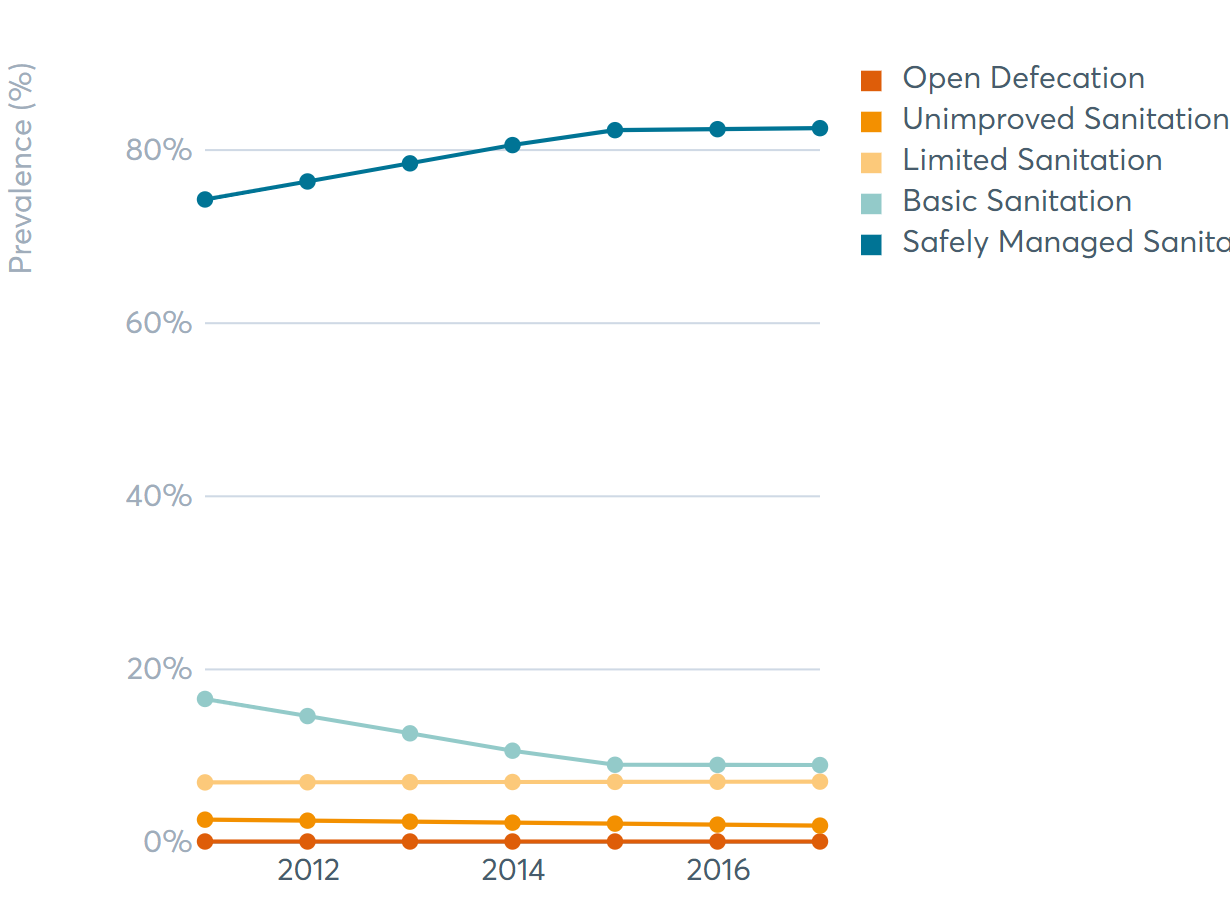 Prevalence (%)
80%
60%
40%
20%
0%
2012
2014
2016
Open Defecation
Unimproved Sanitation
Limited Sanitation
Basic Sanitation
Safely Managed Sanita